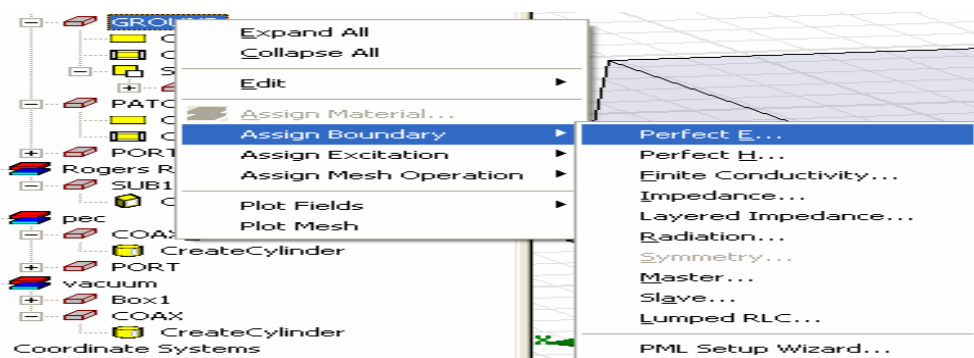 GROUND
Expand All
Collapse All
Edit
Assign Material...
Assign Boundary
Assign Excitation
Assign Mesh Operation
Plot Fields
Plot Mesh
Perfect E...
Perfect H...
Finite Conductivity...
Impedance...
Layered Impedance...
Radiation...
Symmetry...
Master...
Slave...
Lumped RLC...
PML Setup Wizard...
C
C
S
PATC
C
C
PORT
Rogers R
SUB1
C
pec
COAX
CreateCylinder
PORT
vacuum
Box1
COAX
CreateCylinder
Coordinate Systems